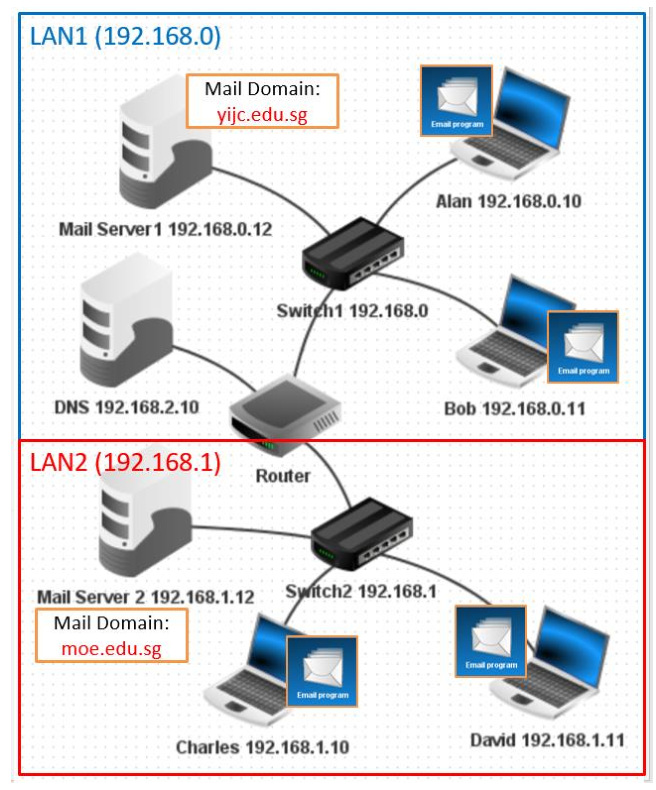 LAN1 (192.168.0)
Mail Domain:
yijc.edu.sg
Email program
Alan 192.168.0.10
Mail Server1 192.168.0.12
Switch1 192.168.0
Email program
DNS 192.168.2.10
Bob 192.168.0.11
LAN2 (192.168.1)
Router
Mail Server 2 192.168.1.12
Switch2 192.168.1
Mail Domain:
moe.edu.sg
Email program
Email program
Charles 192.168.1.10
David 192.168.1.11